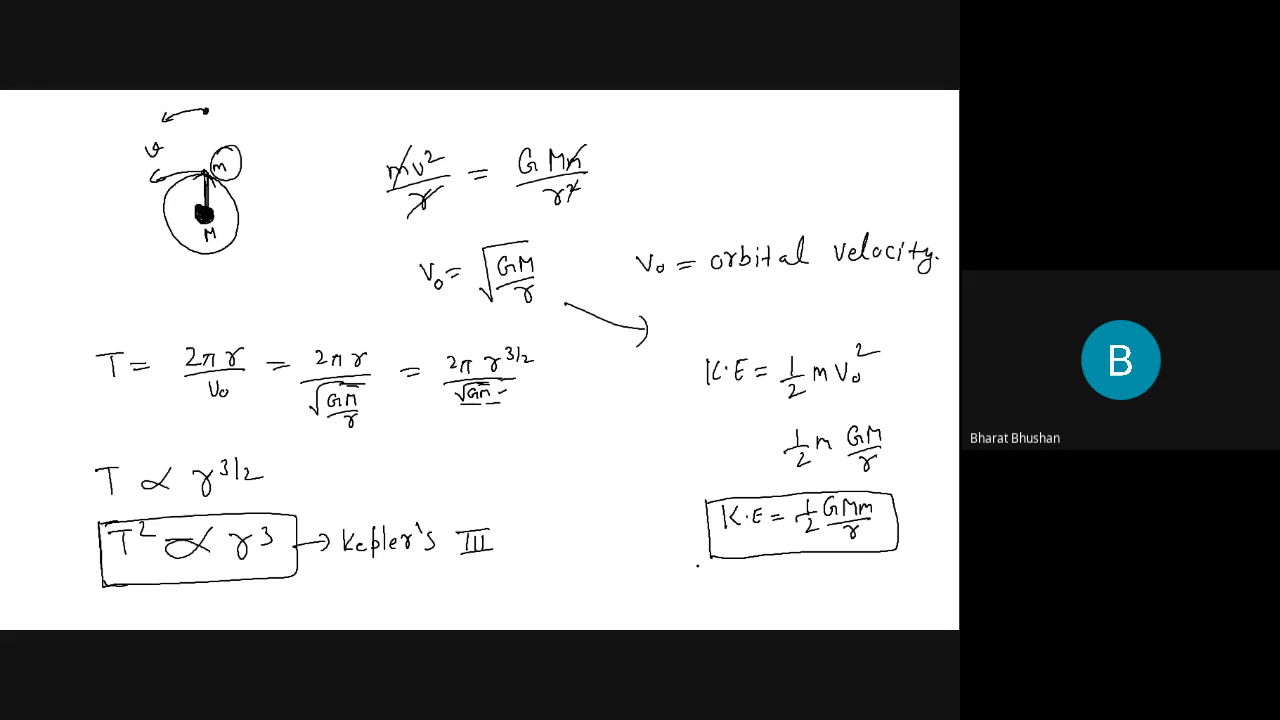 v
m
M
mv²/r = GMm/r²
V₀ = √(GM/r)
V₀ = orbital velocity.
T = 2πr/V₀ = 2πr/√(GM/r) = 2π r^3/2/√GM
T ∝ r^3/2
T² ∝ r³ → Kepler's III
K.E = 1/2 m V₀²
1/2 m GM/r
K.E = 1/2 GMm/r
B
Bharat Bhushan